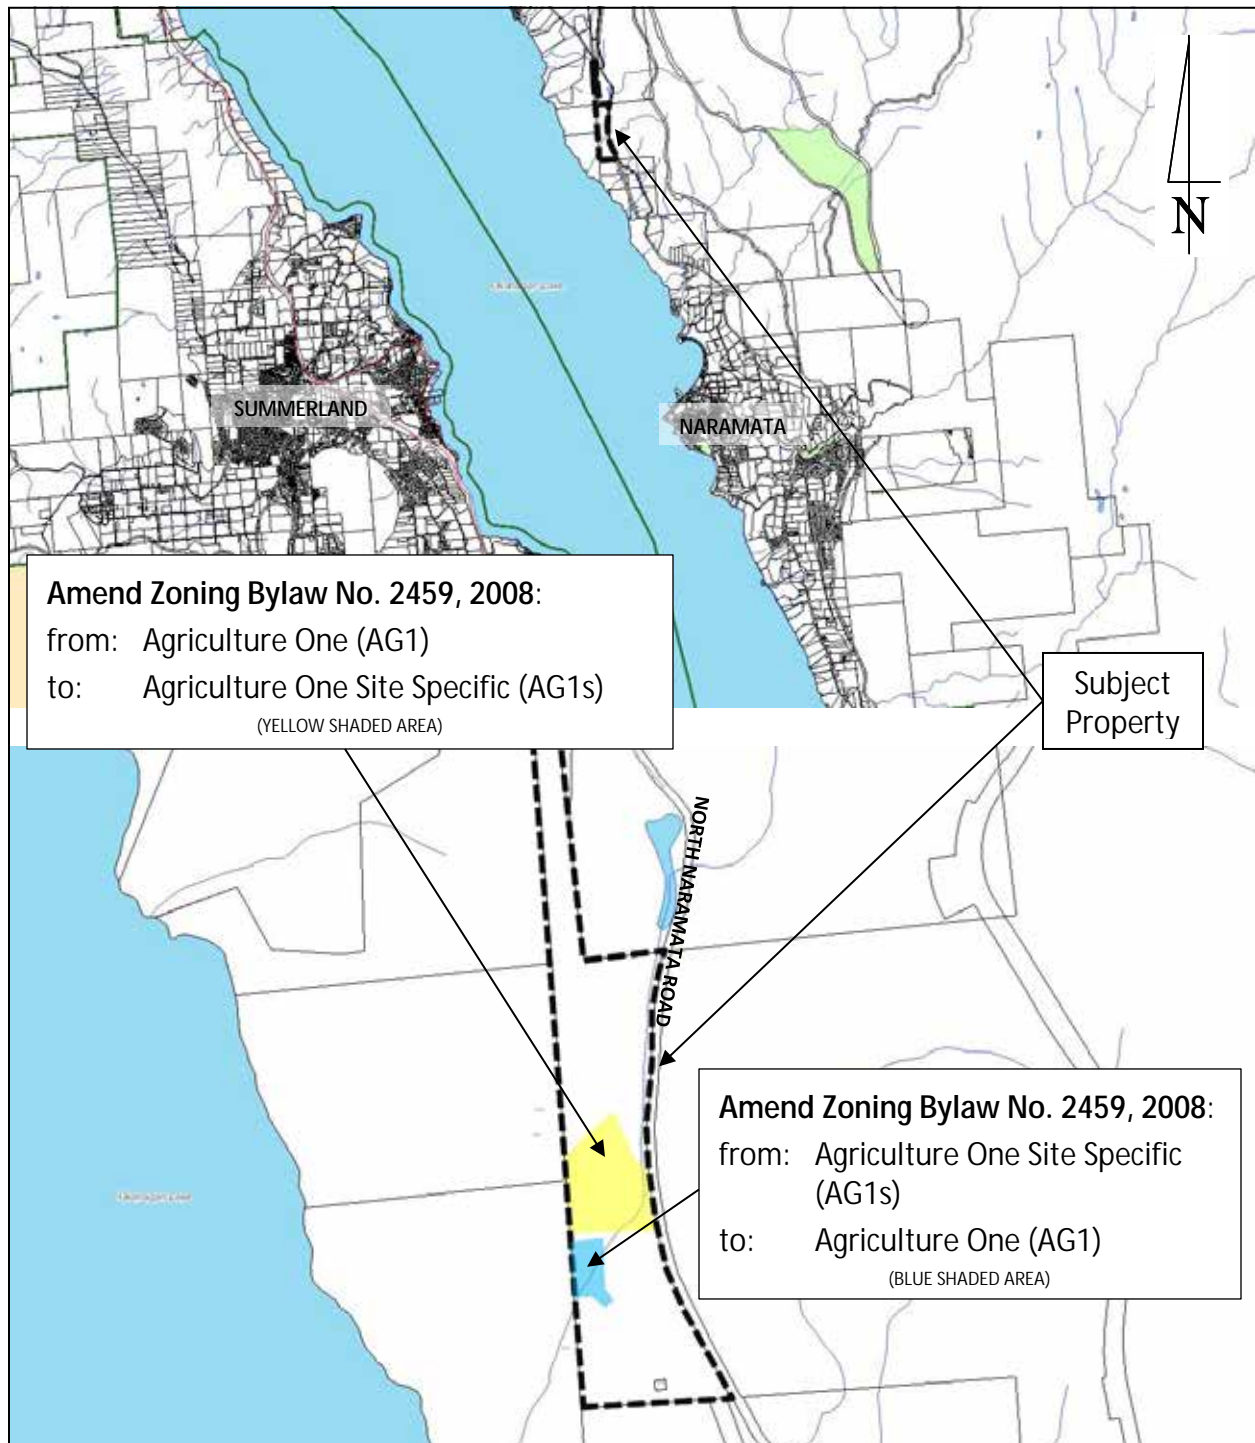 N
SUMMERLAND
NARAMATA
Amend Zoning Bylaw No. 2459, 2008:
from: Agriculture One (AG1)
to: Agriculture One Site Specific (AG1s)
(YELLOW SHADED AREA)
Subject
Property
NORTH NARAMATA ROAD
Amend Zoning Bylaw No. 2459, 2008:
from: Agriculture One Site Specific
(AG1s)
to: Agriculture One (AG1)
(BLUE SHADED AREA)